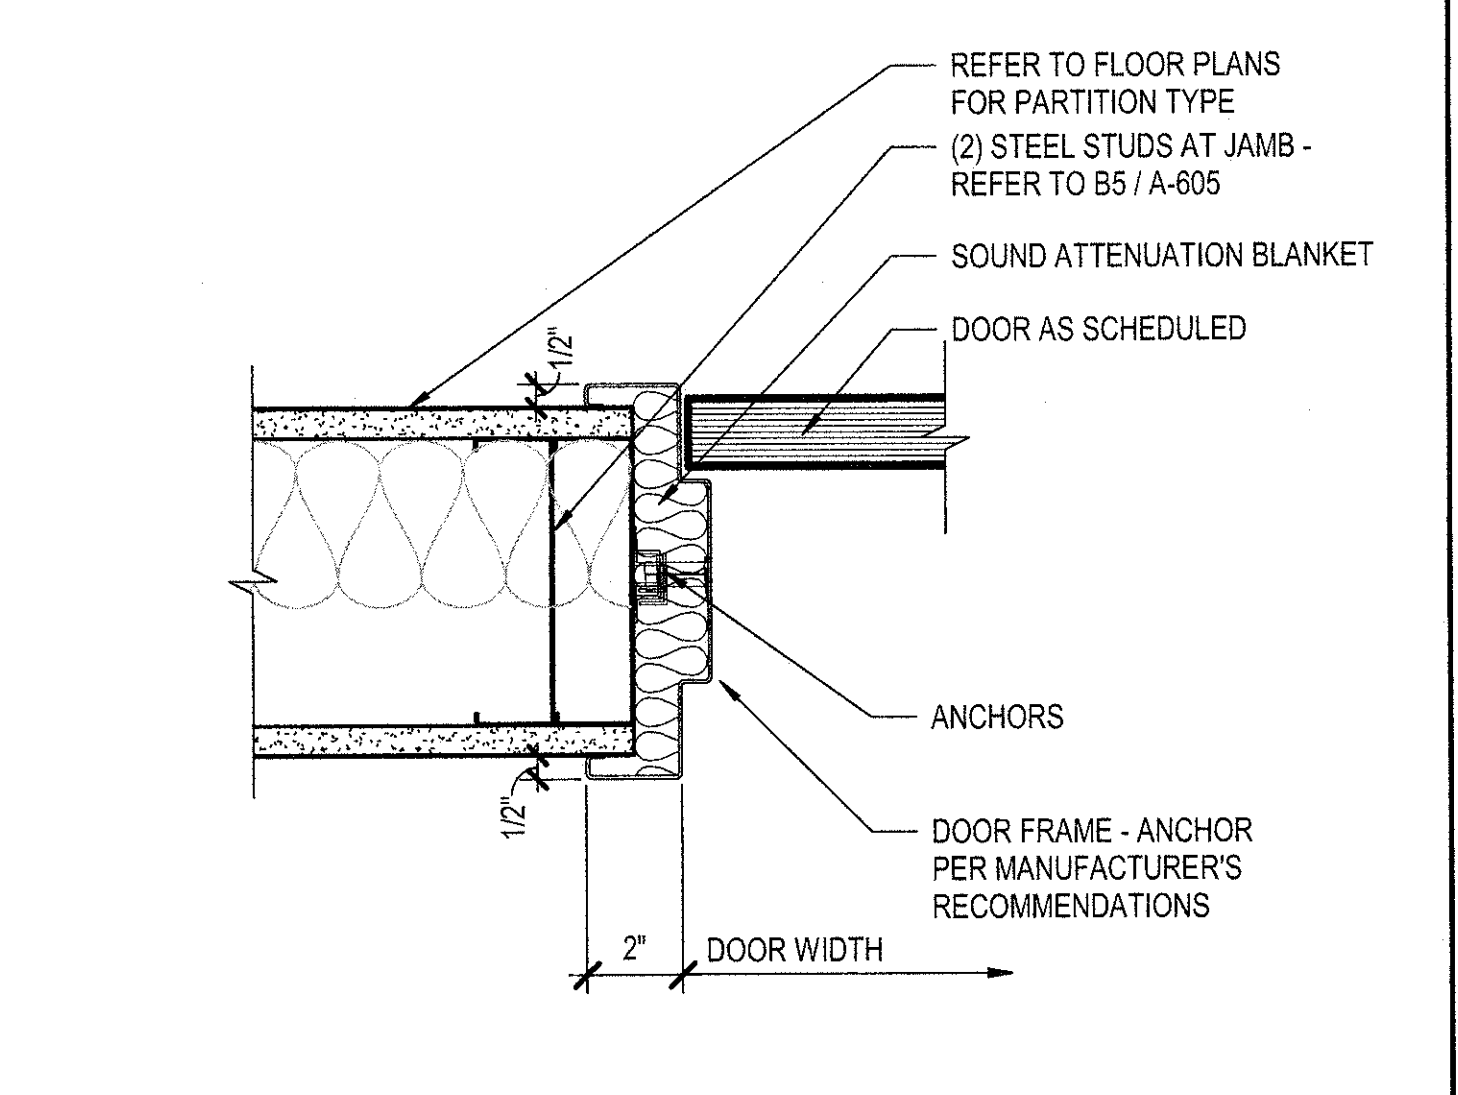 REFER TO FLOOR PLANS
FOR PARTITION TYPE
(2) STEEL STUDS AT JAMB -
REFER TO B5 / A-605
SOUND ATTENUATION BLANKET
DOOR AS SCHEDULED
1/2"
ANCHORS
1/2"
DOOR FRAME - ANCHOR
PER MANUFACTURER'S
RECOMMENDATIONS
2"
DOOR WIDTH